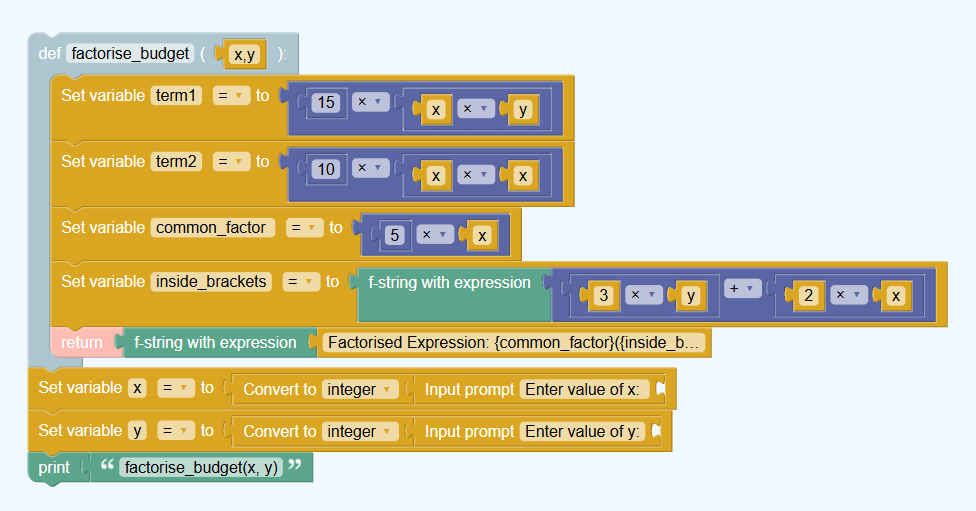 def factorise_budget ( x,y ):
Set variable term1 = to 15 × x × y
Set variable term2 = to 10 × x × x
Set variable common_factor = to 5 × x
Set variable inside_brackets = to f-string with expression 3 × y + 2 × x
return f-string with expression Factorised Expression: {common_factor}({inside_b...
Set variable x = to Convert to integer Input prompt Enter value of x:
Set variable y = to Convert to integer Input prompt Enter value of y:
print “ factorise_budget(x, y) ”